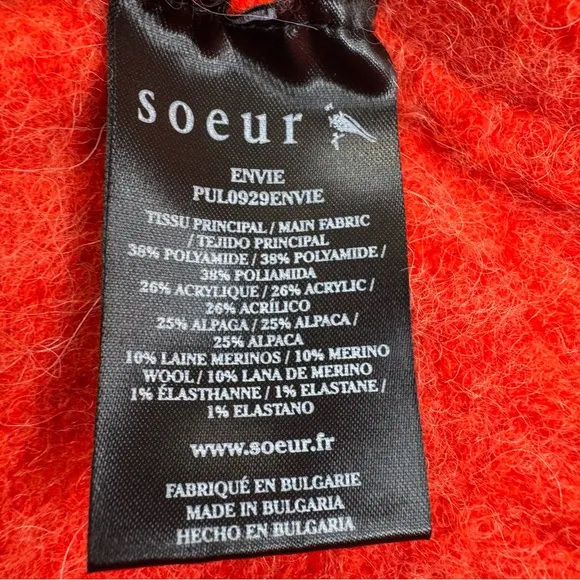 soeur
ENVIE
PUL0929ENVIE
TISSU PRINCIPAL / MAIN FABRIC
/ TEJIDO PRINCIPAL
38% POLYAMIDE / 38% POLYAMIDE /
38% POLIAMIDA
26% ACRYLIQUE / 26% ACRYLIC /
26% ACRÍLICO
25% ALPAGA / 25% ALPACA /
25% ALPACA
10% LAINE MERINOS / 10% MERINO
WOOL / 10% LANA DE MERINO
1% ÉLASTHANNE / 1% ELASTANE /
1% ELASTANO
www.soeur.fr
FABRIQUÉ EN BULGARIE
MADE IN BULGARIA
HECHO EN BULGARIA